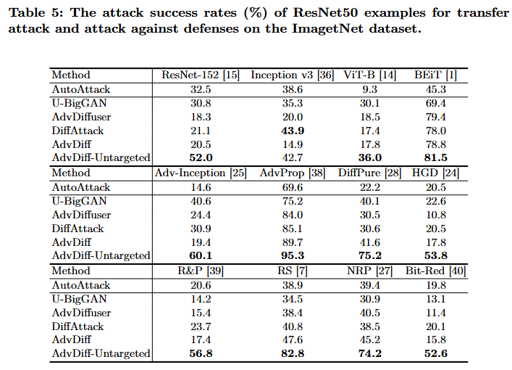 Table 5: The attack success rates (%) of ResNet50 examples for transfer
attack and attack against defenses on the ImagetNet dataset.
Method ResNet-152 [15] Inception v3 [36] ViT-B [14] BEiT [1]
AutoAttack 32.5 38.6 9.3 45.3
U-BigGAN 30.8 35.3 30.1 69.4
AdvDiffuser 18.3 20.0 18.5 79.4
DiffAttack 21.1 43.9 17.4 78.0
AdvDiff 20.5 14.9 17.8 78.8
AdvDiff-Untargeted 52.0 42.7 36.0 81.5
Method Adv-Inception [25] AdvProp [38] DiffPure [28] HGD [24]
AutoAttack 14.6 69.6 22.2 20.5
U-BigGAN 40.6 75.2 40.1 22.6
AdvDiffuser 24.4 84.0 30.5 10.8
DiffAttack 30.9 85.1 30.6 20.5
AdvDiff 19.4 89.7 41.6 17.8
AdvDiff-Untargeted 60.1 95.3 75.2 53.8
Method R&P [39] RS [7] NRP [27] Bit-Red [40]
AutoAttack 20.6 38.9 39.4 19.8
U-BigGAN 14.2 34.5 30.9 13.1
AdvDiffuser 15.4 38.4 40.5 11.4
DiffAttack 23.7 40.8 38.5 20.1
AdvDiff 17.4 47.6 45.2 15.8
AdvDiff-Untargeted 56.8 82.8 74.2 52.6